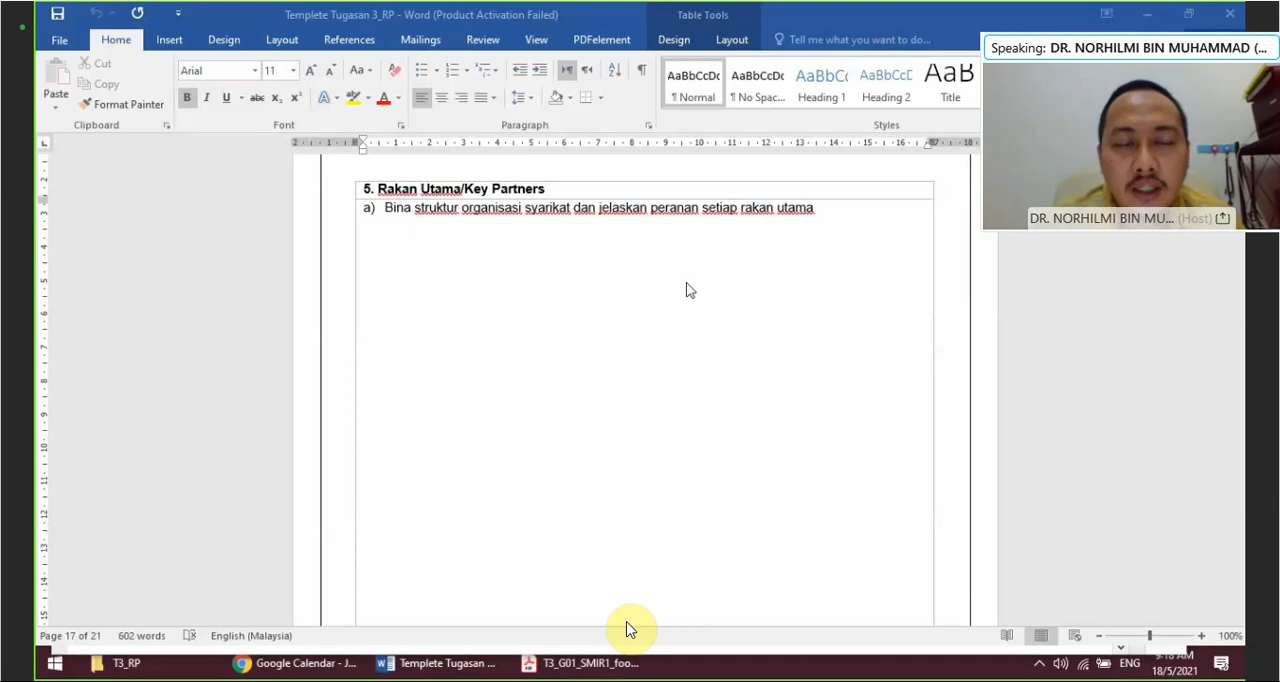 Templete Tugasan 3_RP - Word (Product Activation Failed)
Table Tools
File Home Insert Design Layout References Mailings Review View PDFelement Design Layout Tell me what you want to do...
Speaking: DR. NORHILMI BIN MUHAMMAD (...
Paste
Cut
Copy
Format Painter
Clipboard
Arial 11
Font
Paragraph
AaBbCcDc AaBbCcDc AaBbCc AaBbCcD AaB
¶ Normal ¶ No Spac... Heading 1 Heading 2 Title
Styles
DR. NORHILMI BIN MU... (Host)
5. Rakan Utama/Key Partners
a) Bina struktur organisasi syarikat dan jelaskan peranan setiap rakan utama
Page 17 of 21 602 words English (Malaysia) 100%
T3_RP Google Calendar - J... Templete Tugasan ... T3_G01_SMIR1_foo... ENG
18/5/2021